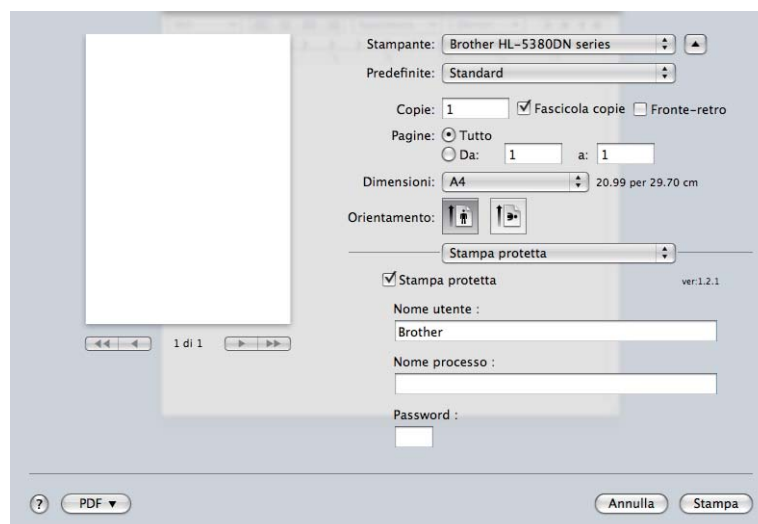 Stampante: Brother HL-5380DN series
Predefinite: Standard
Copie: 1 Fascicola copie Fronte-retro
Pagine: Tutto
Da: 1 a: 1
Dimensioni: A4 20.99 per 29.70 cm
Orientamento:
Stampa protetta
Stampa protetta ver:1.2.1
Nome utente :
Brother
1 di 1
Nome processo :
Password :
? PDF Annulla Stampa